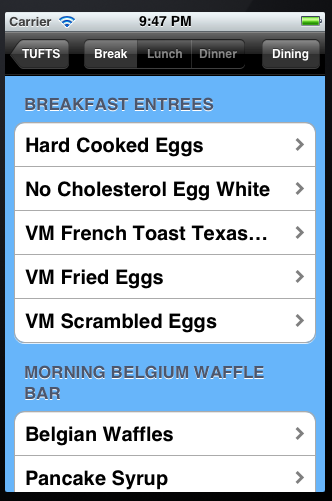 Carrier 9:47 PM
TUFTS Break Lunch Dinner Dining
BREAKFAST ENTREES
Hard Cooked Eggs
No Cholesterol Egg White
VM French Toast Texas...
VM Fried Eggs
VM Scrambled Eggs
MORNING BELGIUM WAFFLE
BAR
Belgian Waffles
Pancake Syrup